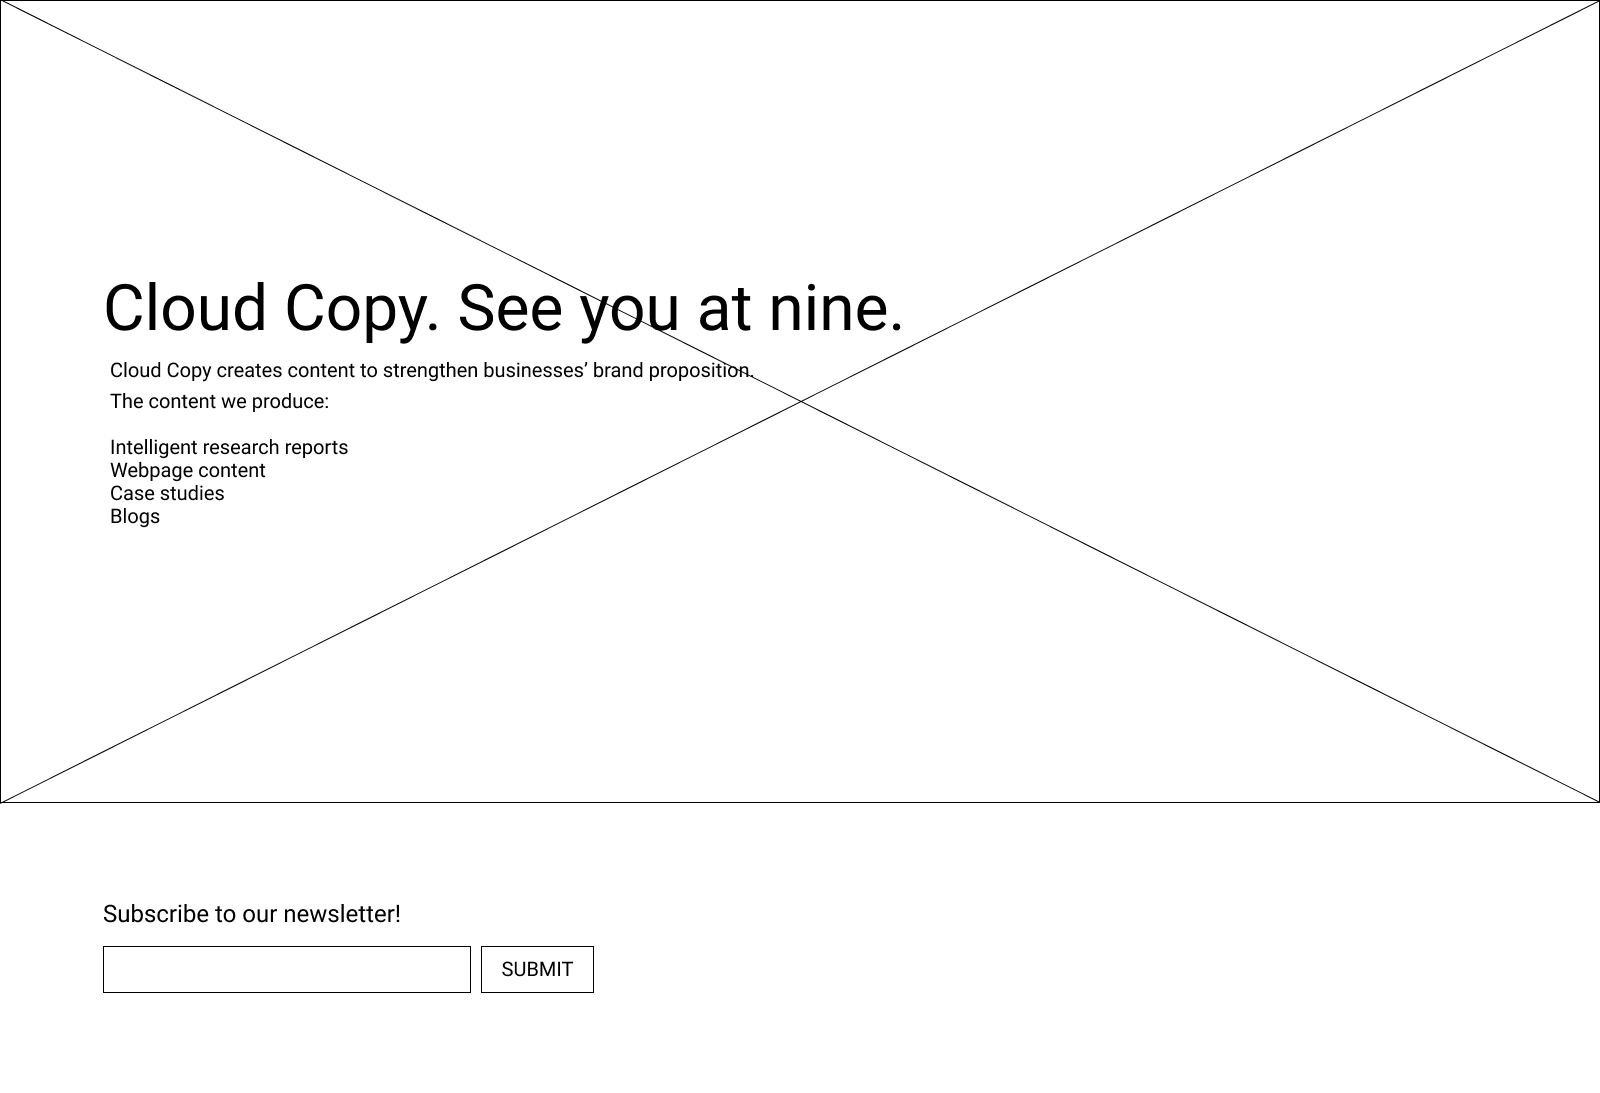 Cloud Copy. See you at nine.
Cloud Copy creates content to strengthen businesses’ brand proposition.
The content we produce:
Intelligent research reports
Webpage content
Case studies
Blogs
Subscribe to our newsletter!
SUBMIT